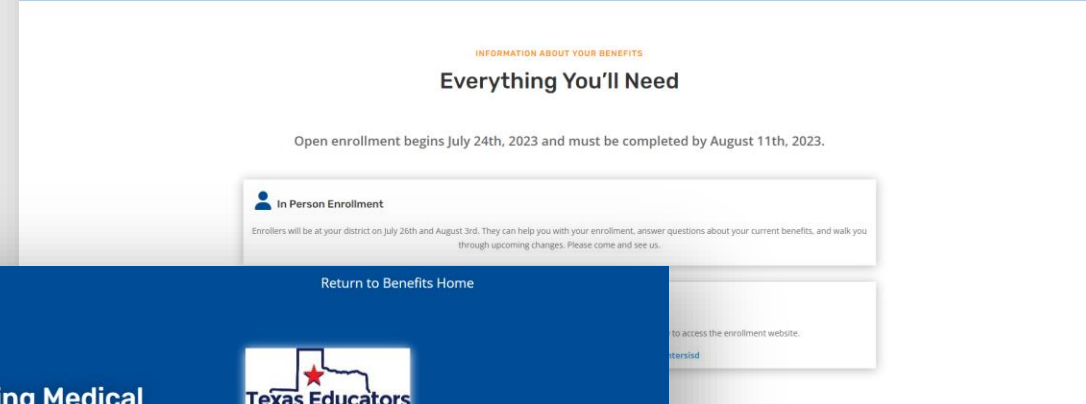 INFORMATION ABOUT YOUR BENEFITS
Everything You'll Need
Open enrollment begins July 24th, 2023 and must be completed by August 11th, 2023.
In Person Enrollment
Enrollers will be at your district on July 26th and August 3rd. They can help you with your enrollment, answer questions about your current benefits, and walk you
through upcoming changes. Please come and see us.
Return to Benefits Home
to access the enrollment website.
Medical
Texas Educators